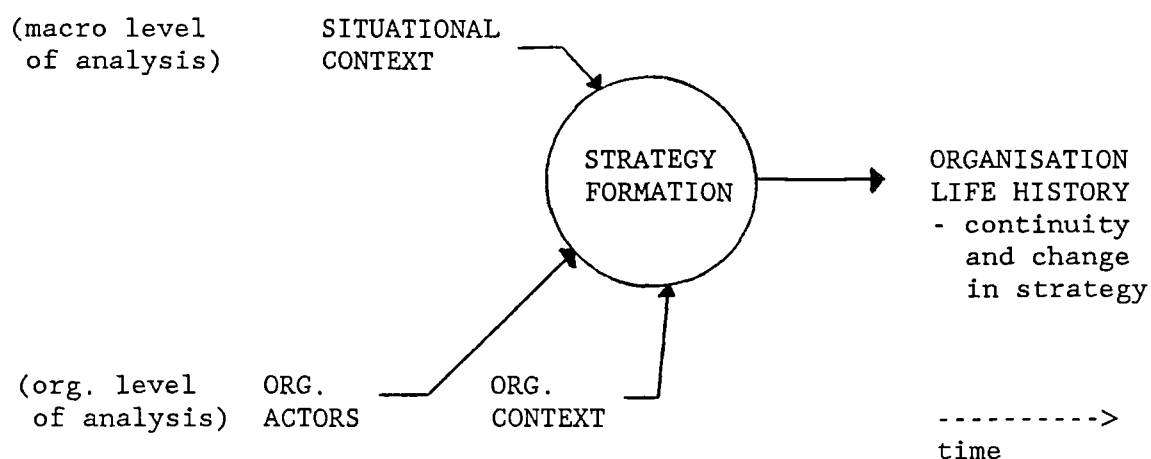 (macro level
of analysis)
SITUATIONAL
CONTEXT
STRATEGY
FORMATION
ORGANISATION
LIFE HISTORY
- continuity
and change
in strategy
(org. level
of analysis)
ORG.
ACTORS
ORG.
CONTEXT
---------->
time